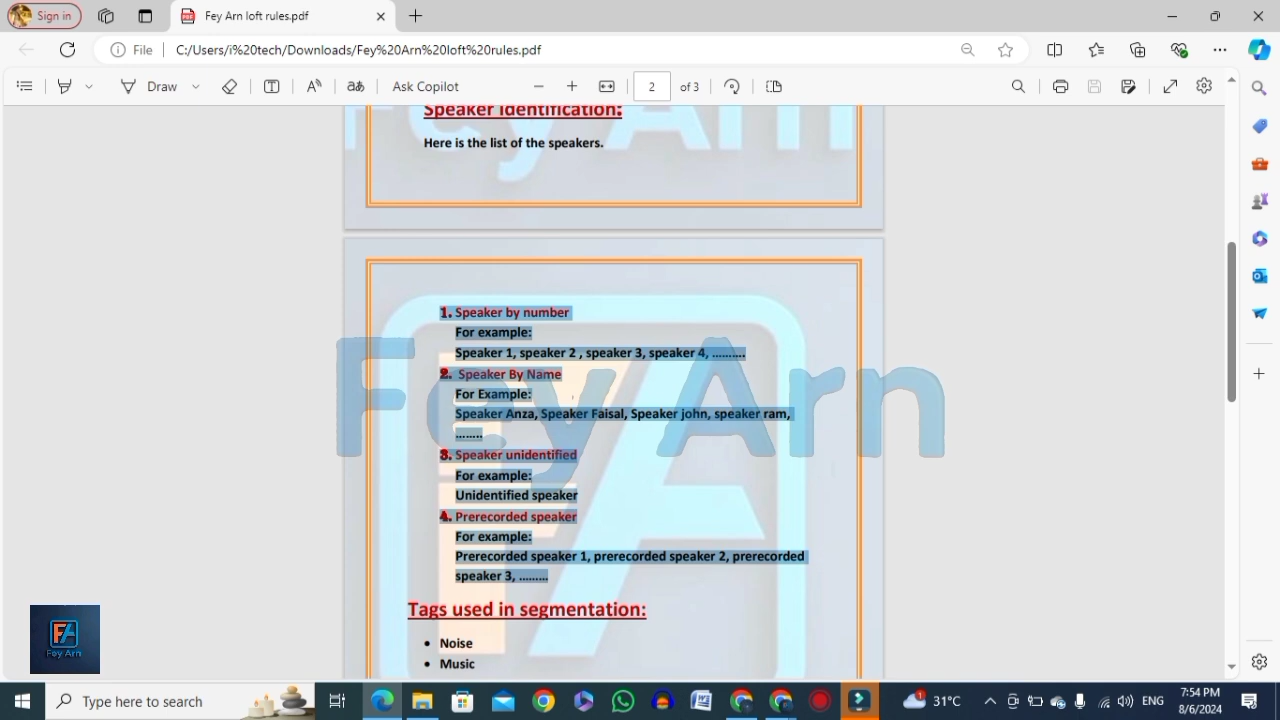 Sign in
Fey Arn loft rules.pdf
File
C:/Users/i%20tech/Downloads/Fey%20Arn%20loft%20rules.pdf
Draw
Ask Copilot
2
of 3
Speaker identification:
Here is the list of the speakers.
1. Speaker by number
For example:
Speaker 1, speaker 2 , speaker 3, speaker 4, ..........
2. Speaker By Name
For Example:
Speaker Anza, Speaker Faisal, Speaker john, speaker ram,
........
3. Speaker unidentified
For example:
Unidentified speaker
4. Prerecorded speaker
For example:
Prerecorded speaker 1, prerecorded speaker 2, prerecorded
speaker 3, .........
Tags used in segmentation:
• Noise
• Music
Fey Arn
Fey Arn
Fey Arn
Type here to search
1
31°C
ENG
7:54 PM
8/6/2024